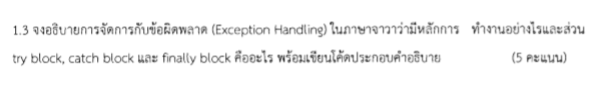 1.3 จงอธิบายการจัดการกับข้อผิดพลาด (Exception Handling) ในภาษาจาวาว่ามีหลักการ ทำงานอย่างไรและส่วน
try block, catch block และ finally block คืออะไร พร้อมเขียนโค้ดประกอบคำอธิบาย (5 คะแนน)